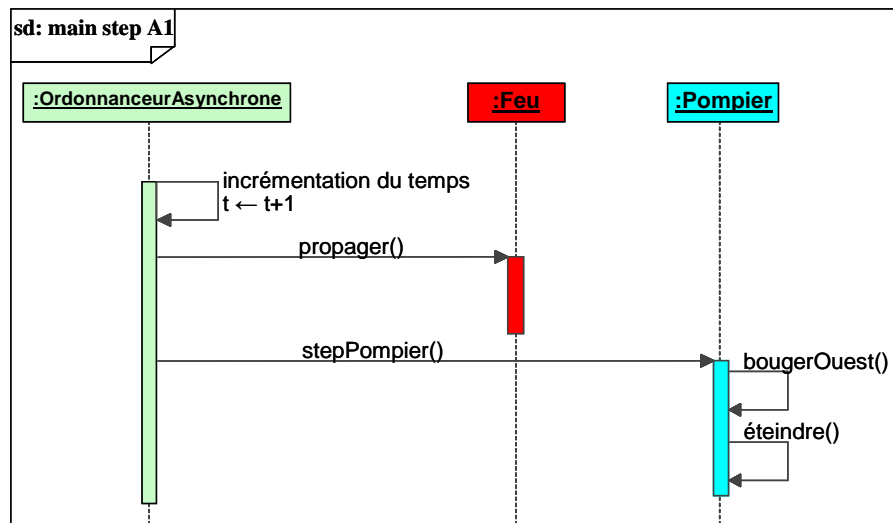 sd: main step A1
:OrdonnanceurAsynchrone
:Feu
:Pompier
incrémentation du temps
t ← t+1
propager()
stepPompier()
bougerOuest()
éteindre()